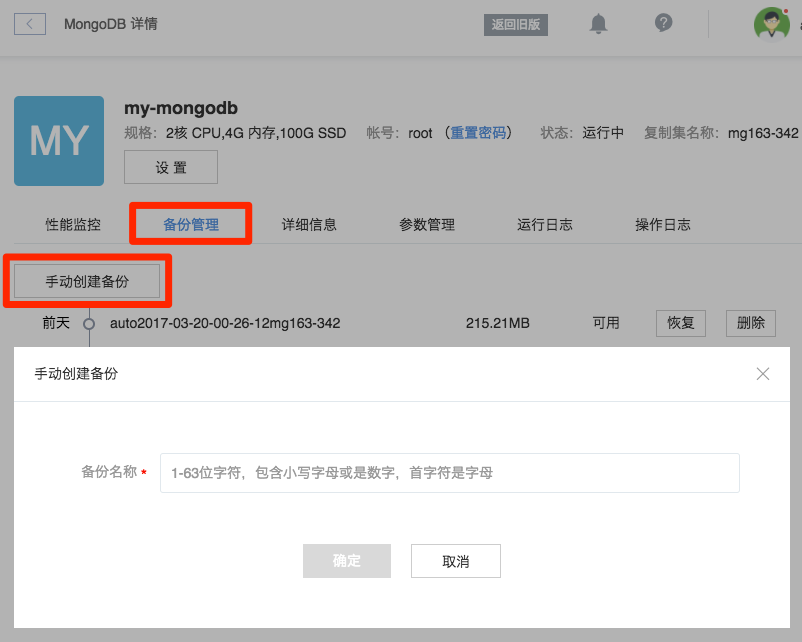 MongoDB 详情 返回旧版
MY
my-mongodb
规格：2核 CPU,4G 内存,100G SSD 帐号：root （重置密码） 状态：运行中 复制集名称：mg163-342
设 置
性能监控 备份管理 详细信息 参数管理 运行日志 操作日志
手动创建备份
前天 auto2017-03-20-00-26-12mg163-342 215.21MB 可用 恢复 删除
手动创建备份
备份名称 * 1-63位字符，包含小写字母或是数字，首字符是字母
确定 取消